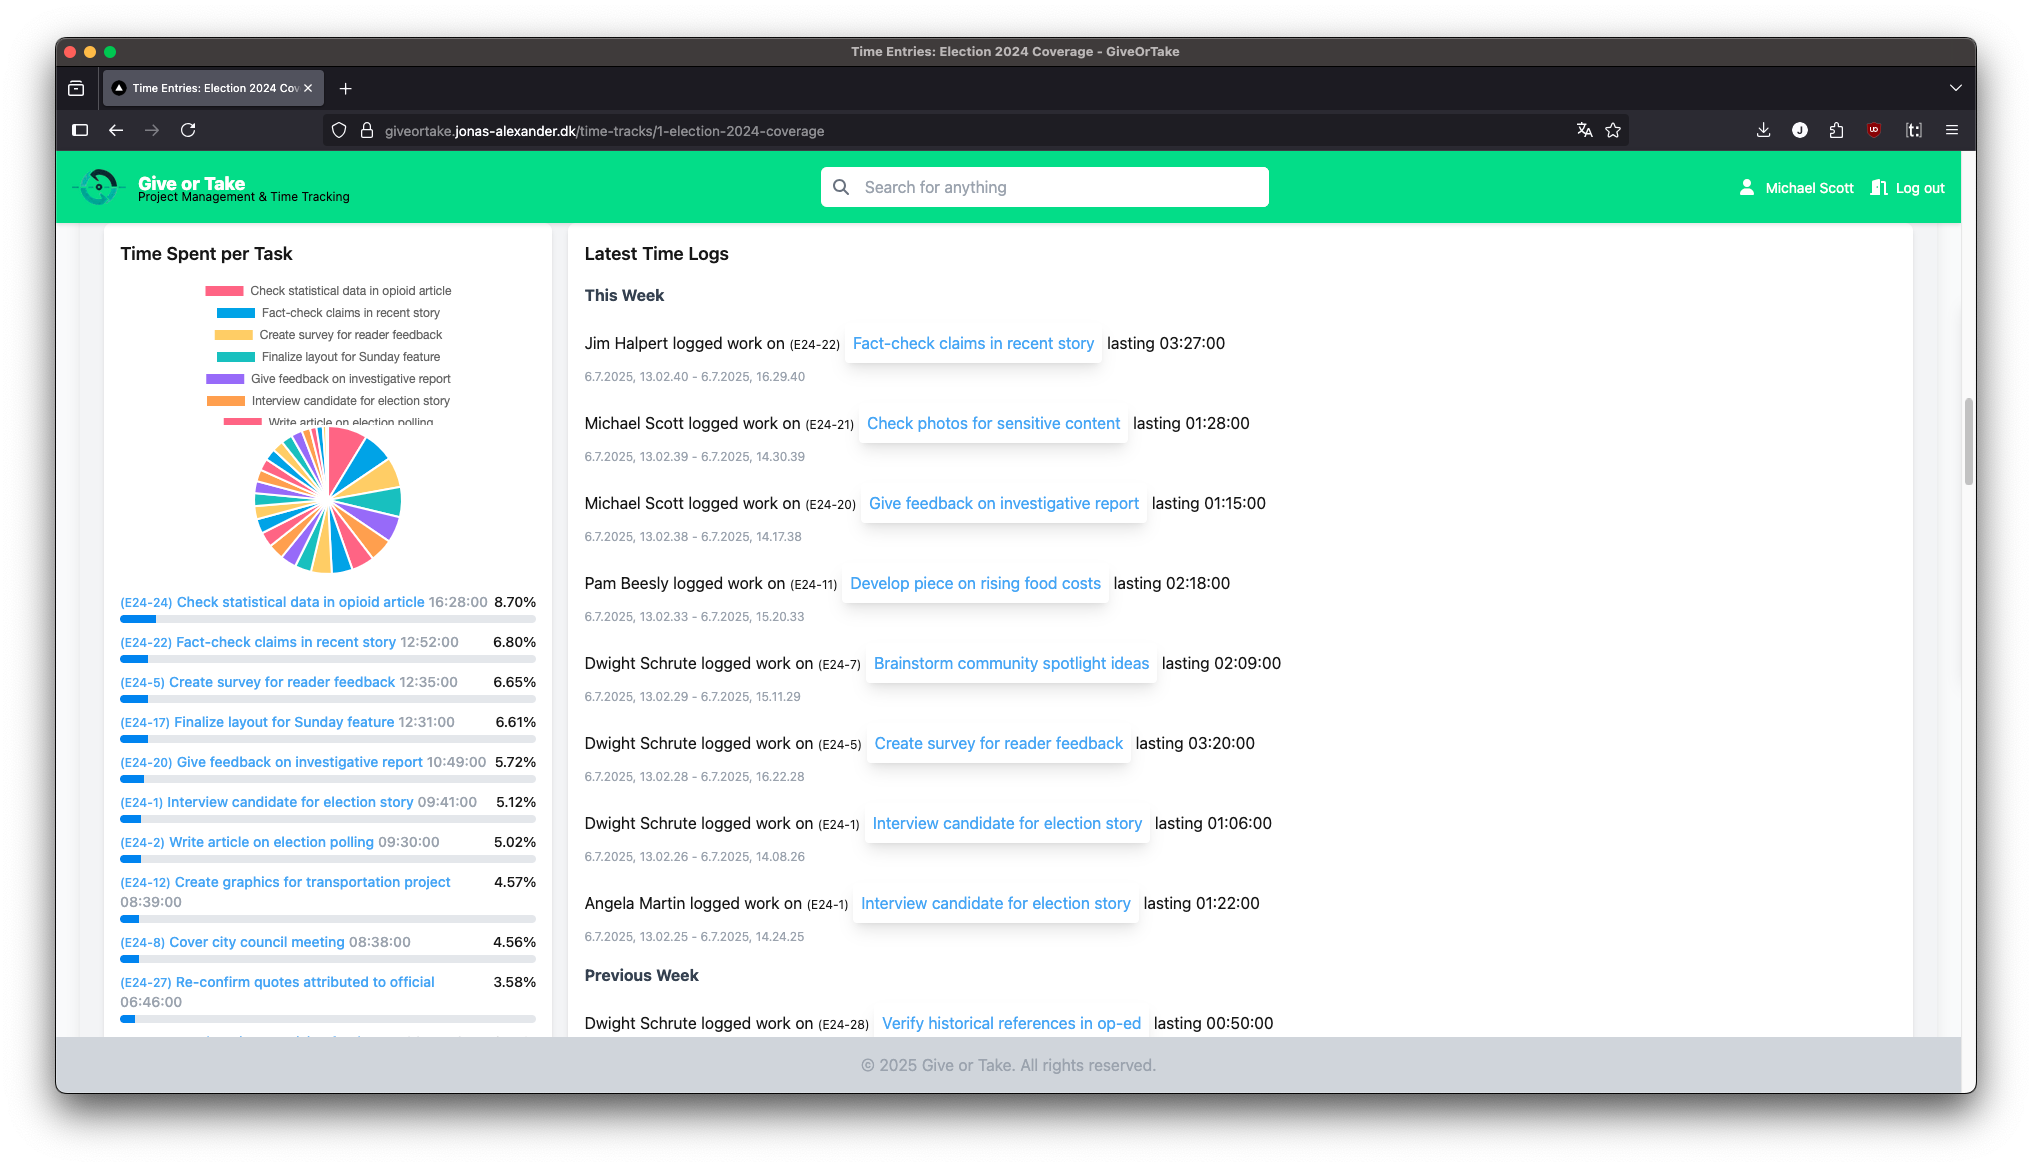 Time Entries: Election 2024 Coverage - GiveOrTake
Time Entries: Election 2024 Cov
giveortake.jonas-alexander.dk/time-tracks/1-election-2024-coverage
J
UD
[t:]
Give or Take
Project Management & Time Tracking
Search for anything
Michael Scott
Log out
Time Spent per Task
Check statistical data in opioid article
Fact-check claims in recent story
Create survey for reader feedback
Finalize layout for Sunday feature
Give feedback on investigative report
Interview candidate for election story
Write article on election polling
(E24-24) Check statistical data in opioid article 16:28:00 8.70%
(E24-22) Fact-check claims in recent story 12:52:00 6.80%
(E24-5) Create survey for reader feedback 12:35:00 6.65%
(E24-17) Finalize layout for Sunday feature 12:31:00 6.61%
(E24-20) Give feedback on investigative report 10:49:00 5.72%
(E24-1) Interview candidate for election story 09:41:00 5.12%
(E24-2) Write article on election polling 09:30:00 5.02%
(E24-12) Create graphics for transportation project 4.57%
08:39:00
(E24-8) Cover city council meeting 08:38:00 4.56%
(E24-27) Re-confirm quotes attributed to official 3.58%
06:46:00
Latest Time Logs
This Week
Jim Halpert logged work on (E24-22) Fact-check claims in recent story lasting 03:27:00
6.7.2025, 13.02.40 - 6.7.2025, 16.29.40
Michael Scott logged work on (E24-21) Check photos for sensitive content lasting 01:28:00
6.7.2025, 13.02.39 - 6.7.2025, 14.30.39
Michael Scott logged work on (E24-20) Give feedback on investigative report lasting 01:15:00
6.7.2025, 13.02.38 - 6.7.2025, 14.17.38
Pam Beesly logged work on (E24-11) Develop piece on rising food costs lasting 02:18:00
6.7.2025, 13.02.33 - 6.7.2025, 15.20.33
Dwight Schrute logged work on (E24-7) Brainstorm community spotlight ideas lasting 02:09:00
6.7.2025, 13.02.29 - 6.7.2025, 15.11.29
Dwight Schrute logged work on (E24-5) Create survey for reader feedback lasting 03:20:00
6.7.2025, 13.02.28 - 6.7.2025, 16.22.28
Dwight Schrute logged work on (E24-1) Interview candidate for election story lasting 01:06:00
6.7.2025, 13.02.26 - 6.7.2025, 14.08.26
Angela Martin logged work on (E24-1) Interview candidate for election story lasting 01:22:00
6.7.2025, 13.02.25 - 6.7.2025, 14.24.25
Previous Week
Dwight Schrute logged work on (E24-28) Verify historical references in op-ed lasting 00:50:00
© 2025 Give or Take. All rights reserved.